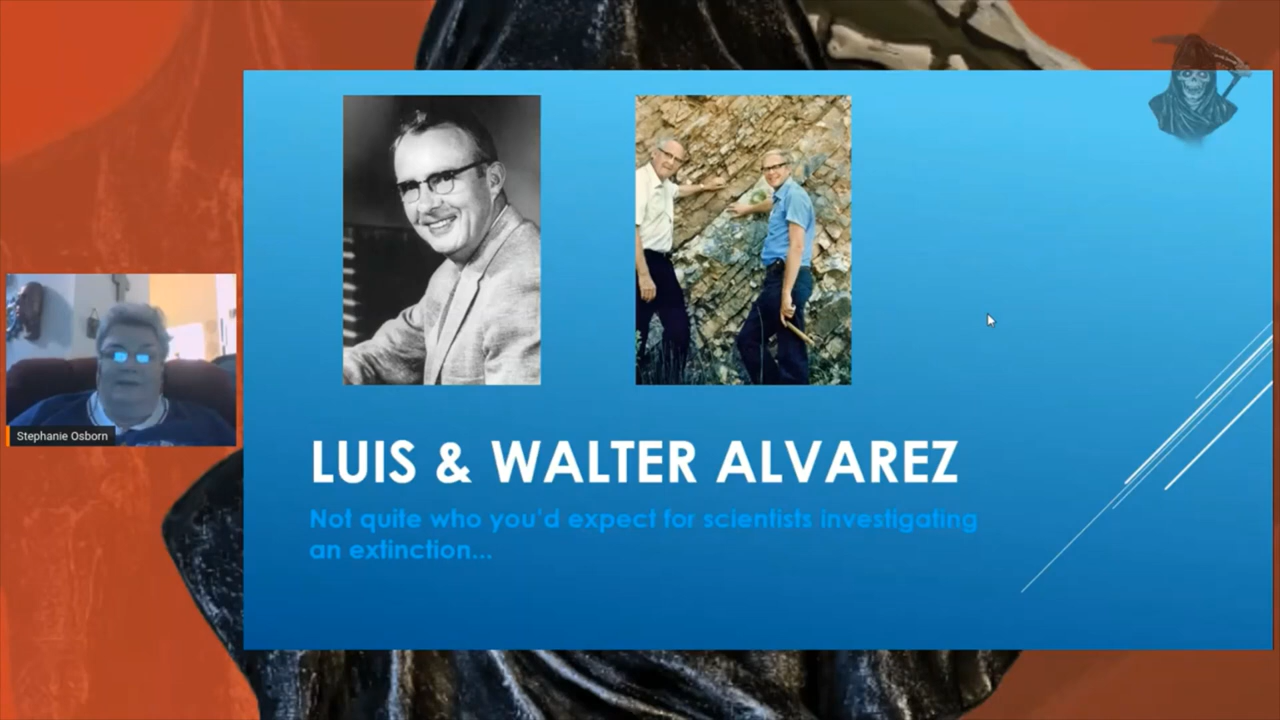 Stephanie Osborn
LUIS & WALTER ALVAREZ
Not quite who you'd expect for scientists investigating
an extinction...